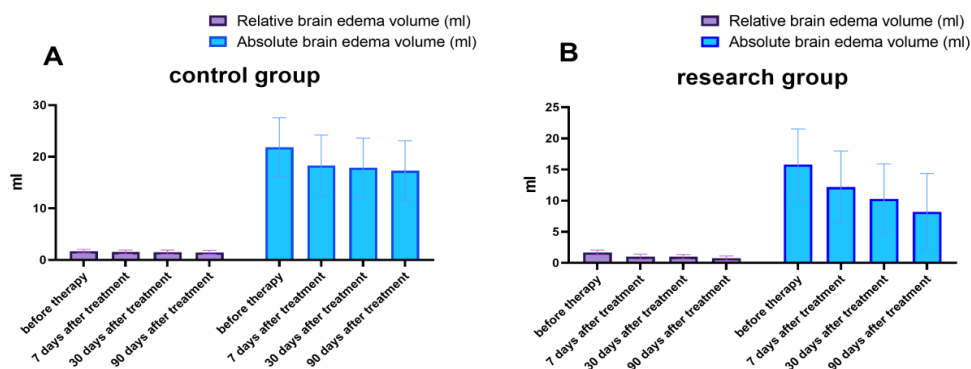 Relative brain edema volume (ml)
Absolute brain edema volume (ml)
A
control group
30
20
10
0
ml
before therapy
7 days after treatment
30 days after treatment
90 days after treatment
before therapy
7 days after treatment
30 days after treatment
90 days after treatment
Relative brain edema volume (ml)
Absolute brain edema volume (ml)
B
research group
25
20
15
10
5
0
ml
before therapy
7 days after treatment
30 days after treatment
90 days after treatment
before therapy
7 days after treatment
30 days after treatment
90 days after treatment